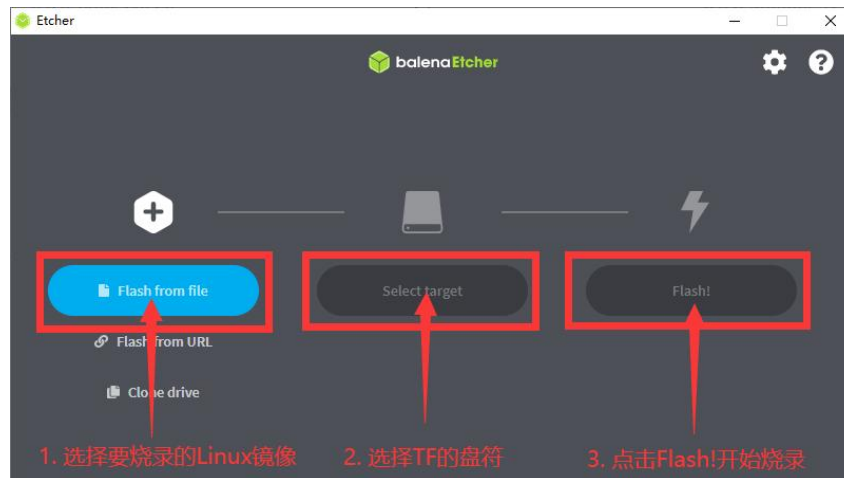 Etcher
balenaEtcher
Flash from file
Select target
Flash!
Flash from URL
Clone drive
1. 选择要烧录的Linux镜像
2. 选择TF的盘符
3. 点击Flash!开始烧录